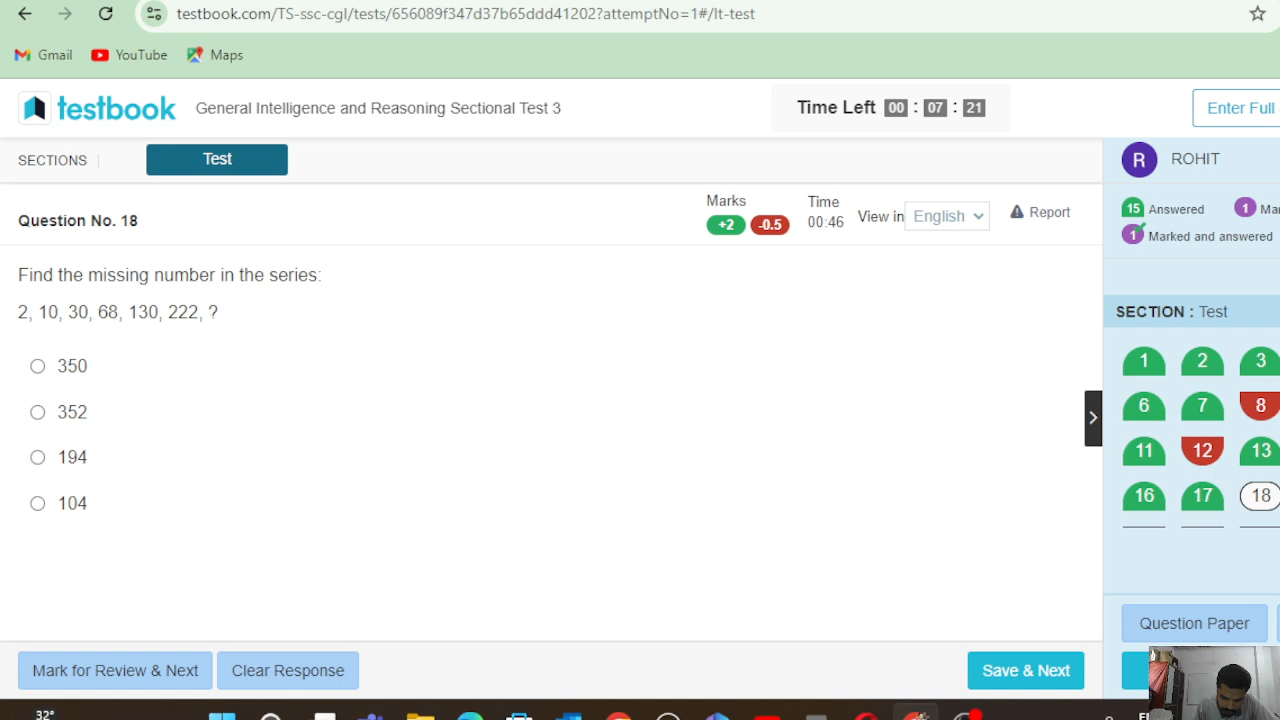 testbook.com/TS-ssc-cgl/tests/656089f347d37b65ddd41202?attemptNo=1#/lt-test
Gmail YouTube Maps
testbook General Intelligence and Reasoning Sectional Test 3 Time Left 00 : 07 : 21 Enter Full
SECTIONS Test R ROHIT
Question No. 18 Marks +2 -0.5 Time 00:46 View in English Report
15 Answered 1 Mar
1 Marked and answered
Find the missing number in the series:
2, 10, 30, 68, 130, 222, ?
SECTION : Test
350
352
194
104
1 2 3
6 7 8
11 12 13
16 17 18
Question Paper
Mark for Review & Next Clear Response Save & Next
32°